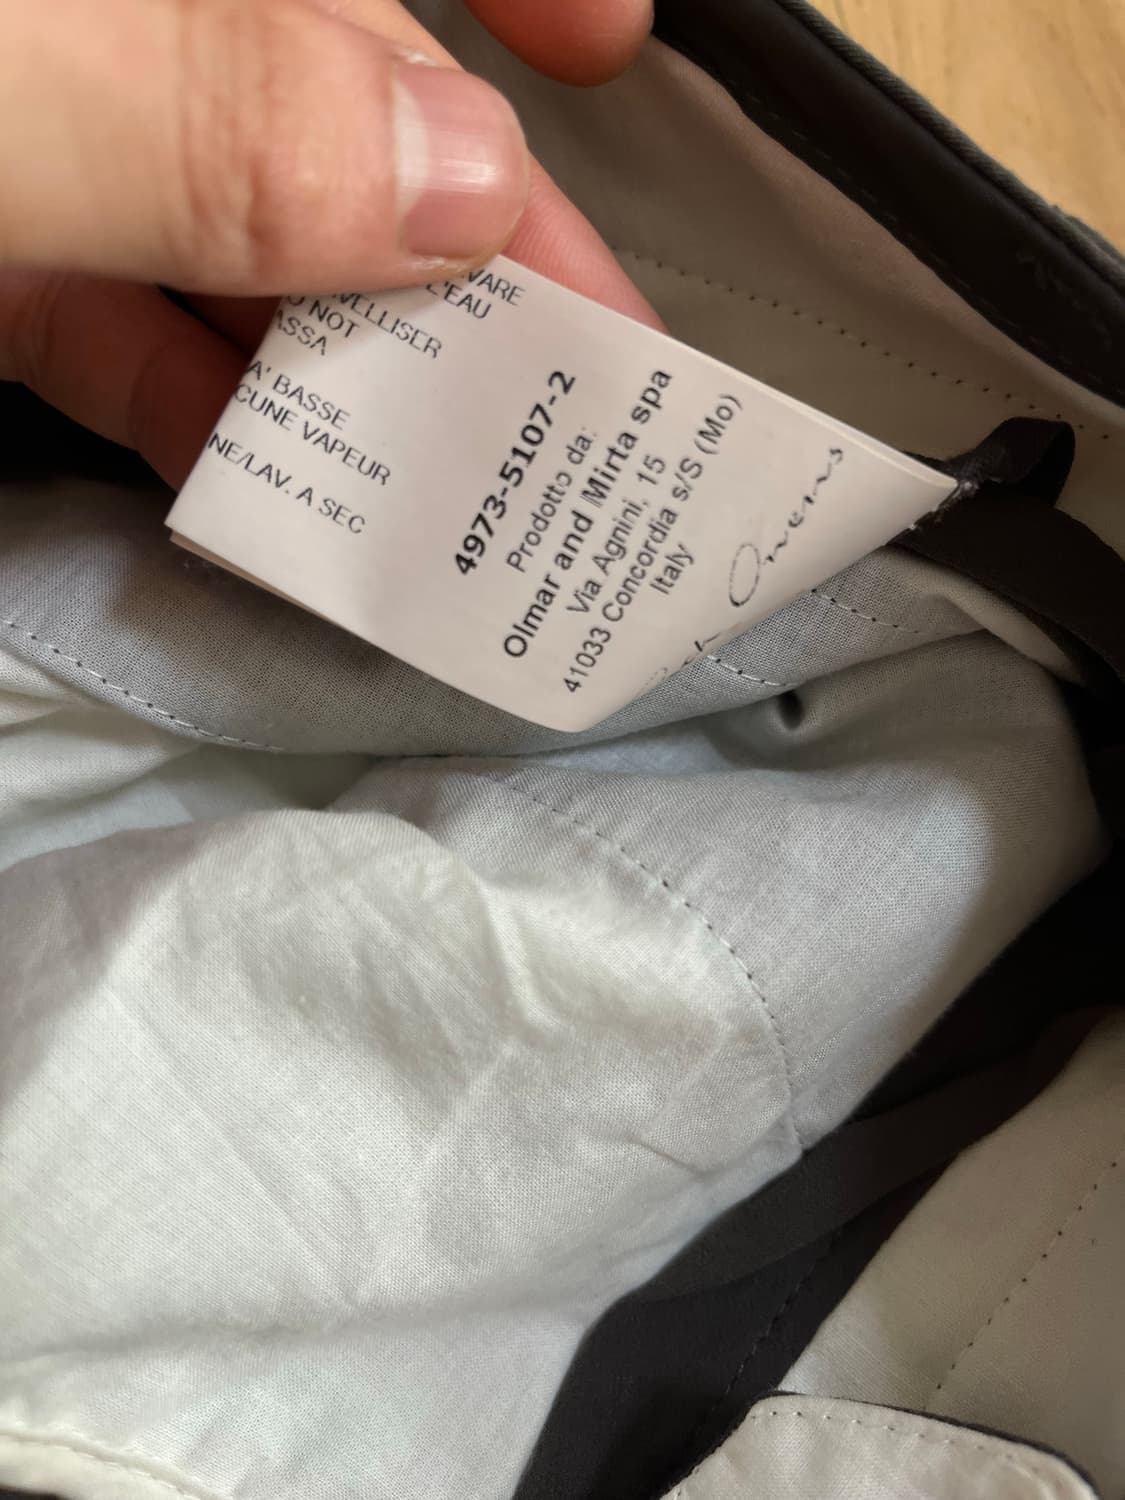 VARE
L'EAU
VELLISER
NOT
ASSA
A' BASSE
CUNE VAPEUR
NE/LAV. A SEC
4973-5107-2
Prodotto da:
Olmar and Mirta spa
Via Agnini, 15
41033 Concordia s/S (Mo)
Italy
Owens